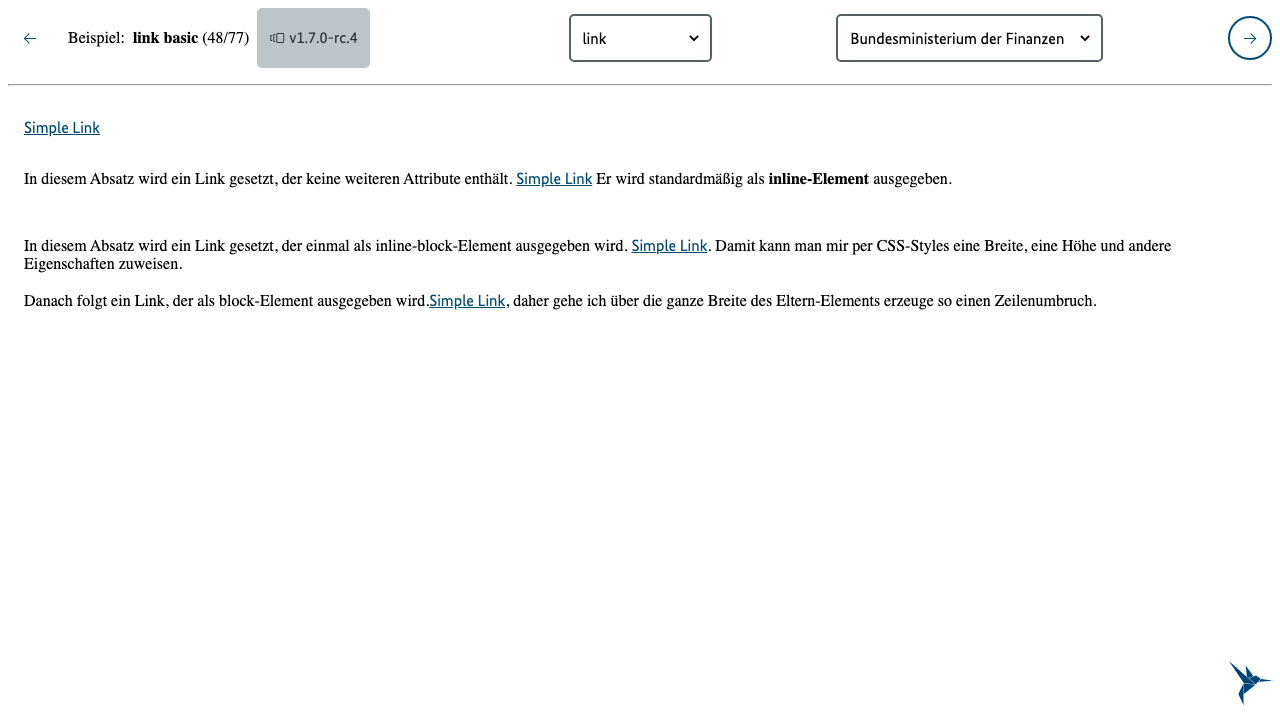 Beispiel: link basic (48/77) v1.7.0-rc.4 link Bundesministerium der Finanzen
Simple Link
In diesem Absatz wird ein Link gesetzt, der keine weiteren Attribute enthält. Simple Link Er wird standardmäßig als inline-Element ausgegeben.
In diesem Absatz wird ein Link gesetzt, der einmal als inline-block-Element ausgegeben wird. Simple Link. Damit kann man mir per CSS-Styles eine Breite, eine Höhe und andere
Eigenschaften zuweisen.
Danach folgt ein Link, der als block-Element ausgegeben wird.Simple Link, daher gehe ich über die ganze Breite des Eltern-Elements erzeuge so einen Zeilenumbruch.